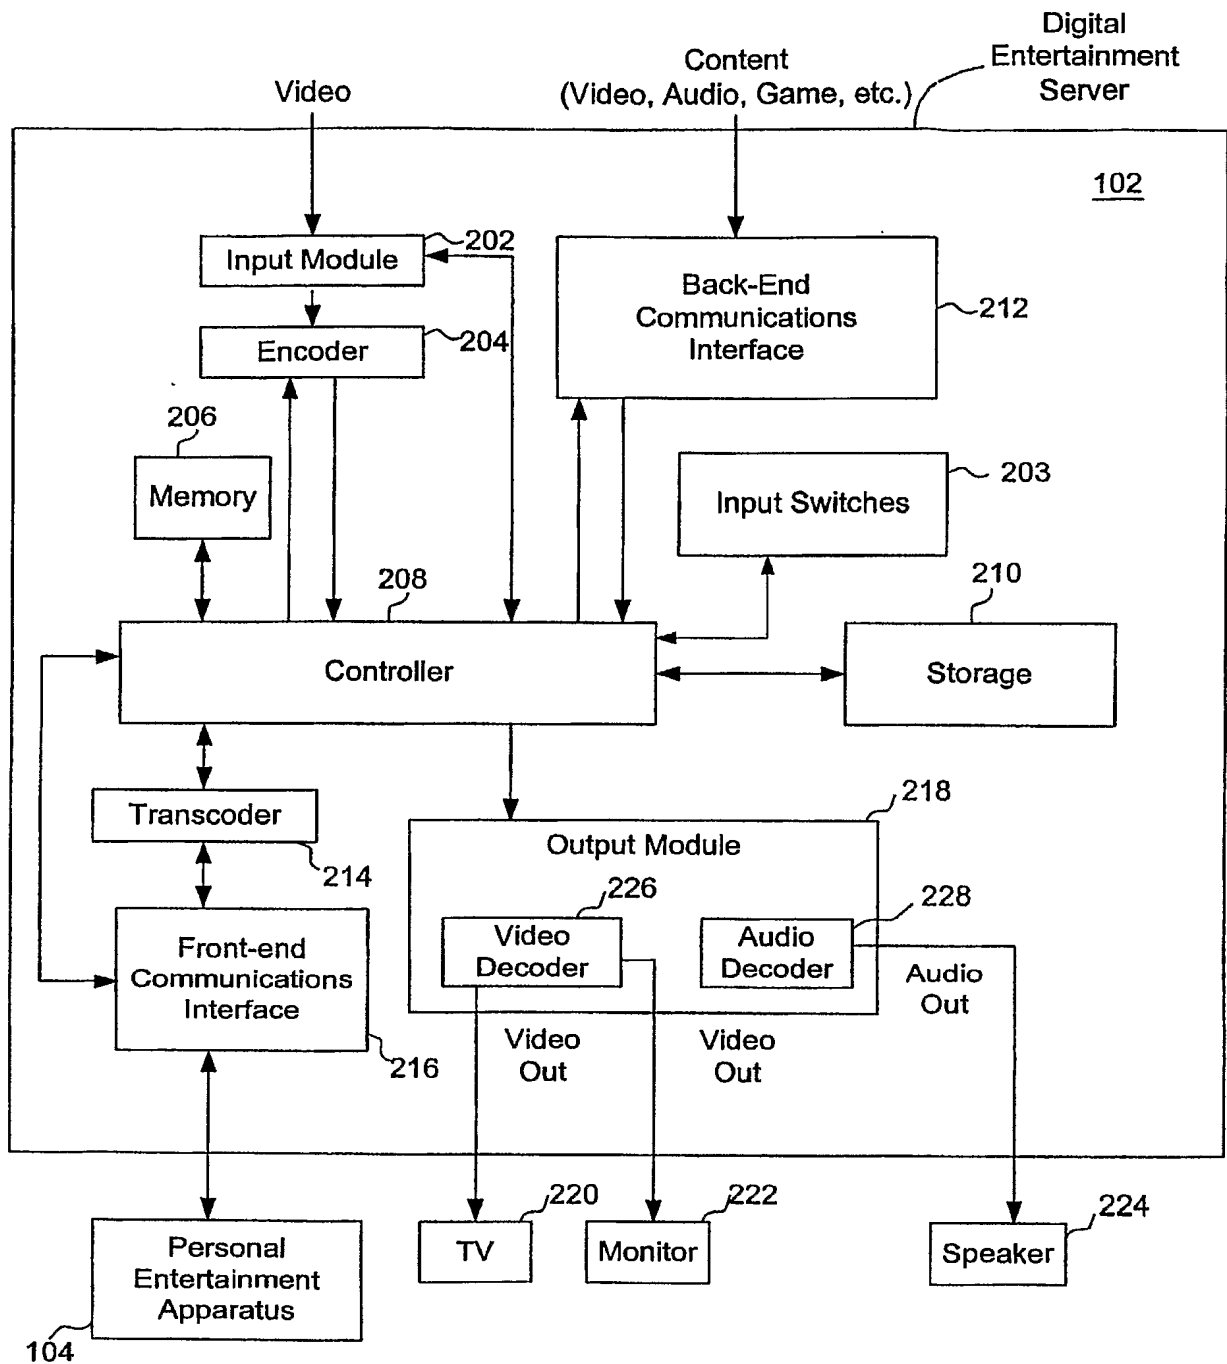 Digital
Entertainment
Server
Content
(Video, Audio, Game, etc.)
Video
102
202
Input Module
Back-End
Communications
Interface
212
204
Encoder
206
Memory
203
Input Switches
208
Controller
210
Storage
Transcoder
214
218
Output Module
226
Video
Decoder
228
Audio
Decoder
Front-end
Communications
Interface
216
Audio
Out
Video
Out
Video
Out
220
TV
222
Monitor
224
Speaker
Personal
Entertainment
Apparatus
104